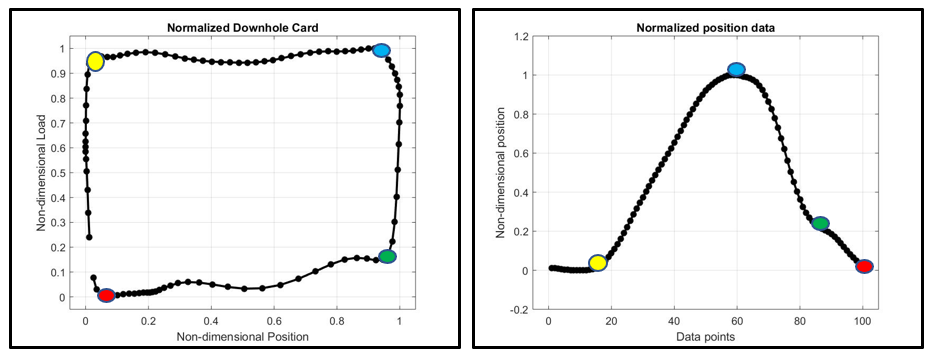 Normalized Downhole Card
1
0.9
0.8
0.7
0.6
0.5
0.4
0.3
0.2
0.1
0
Non-dimensional Load
0 0.2 0.4 0.6 0.8 1
Non-dimensional Position
Normalized position data
1.2
1
0.8
0.6
0.4
0.2
0
-0.2
Non-dimensional position
0 20 40 60 80 100
Data points